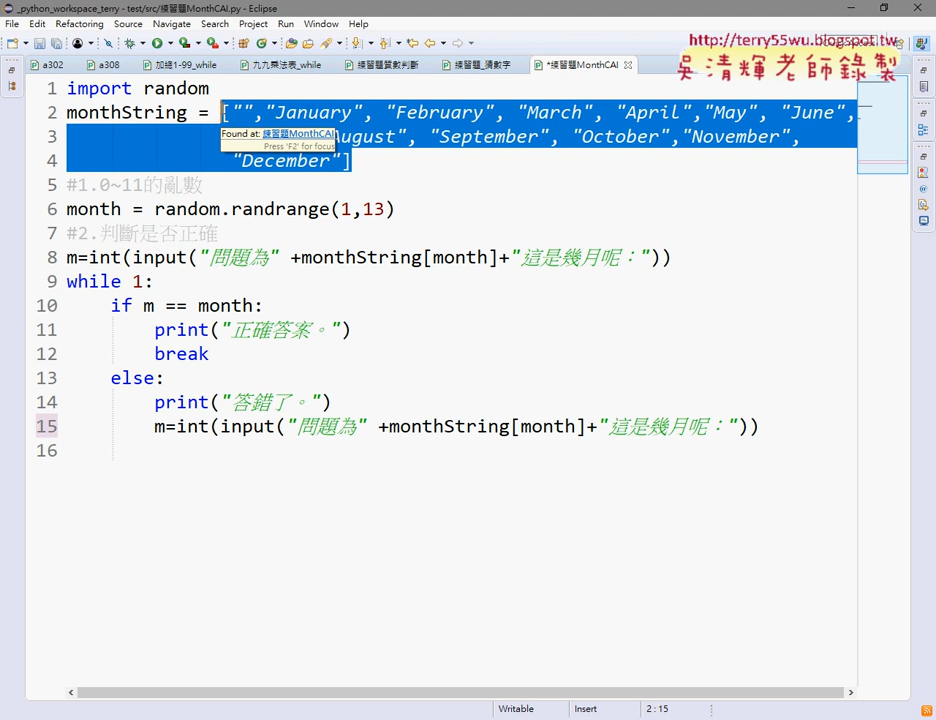 _python_workspace_terry - test/src/練習題MonthCAI.py - Eclipse
File Edit Refactoring Source Navigate Search Project Run Window Help
http://terry55wu.blogspot.tw
吳清輝老師錄製
a302 a308 加總1-99_while 九九乘法表_while 練習題質數判斷 練習題_猜數字 *練習題MonthCAI
1 import random
2 monthString = ["","January", "February", "March", "April","May", "June",
Found at: 練習題MonthCAI
3 August", "September", "October","November",
Press 'F2' for focus
4 "December"]
5 #1.0~11的亂數
6 month = random.randrange(1,13)
7 #2.判斷是否正確
8 m=int(input("問題為" +monthString[month]+"這是幾月呢："))
9 while 1:
10 if m == month:
11 print("正確答案。")
12 break
13 else:
14 print("答錯了。")
15 m=int(input("問題為" +monthString[month]+"這是幾月呢："))
16
Writable Insert 2 : 15